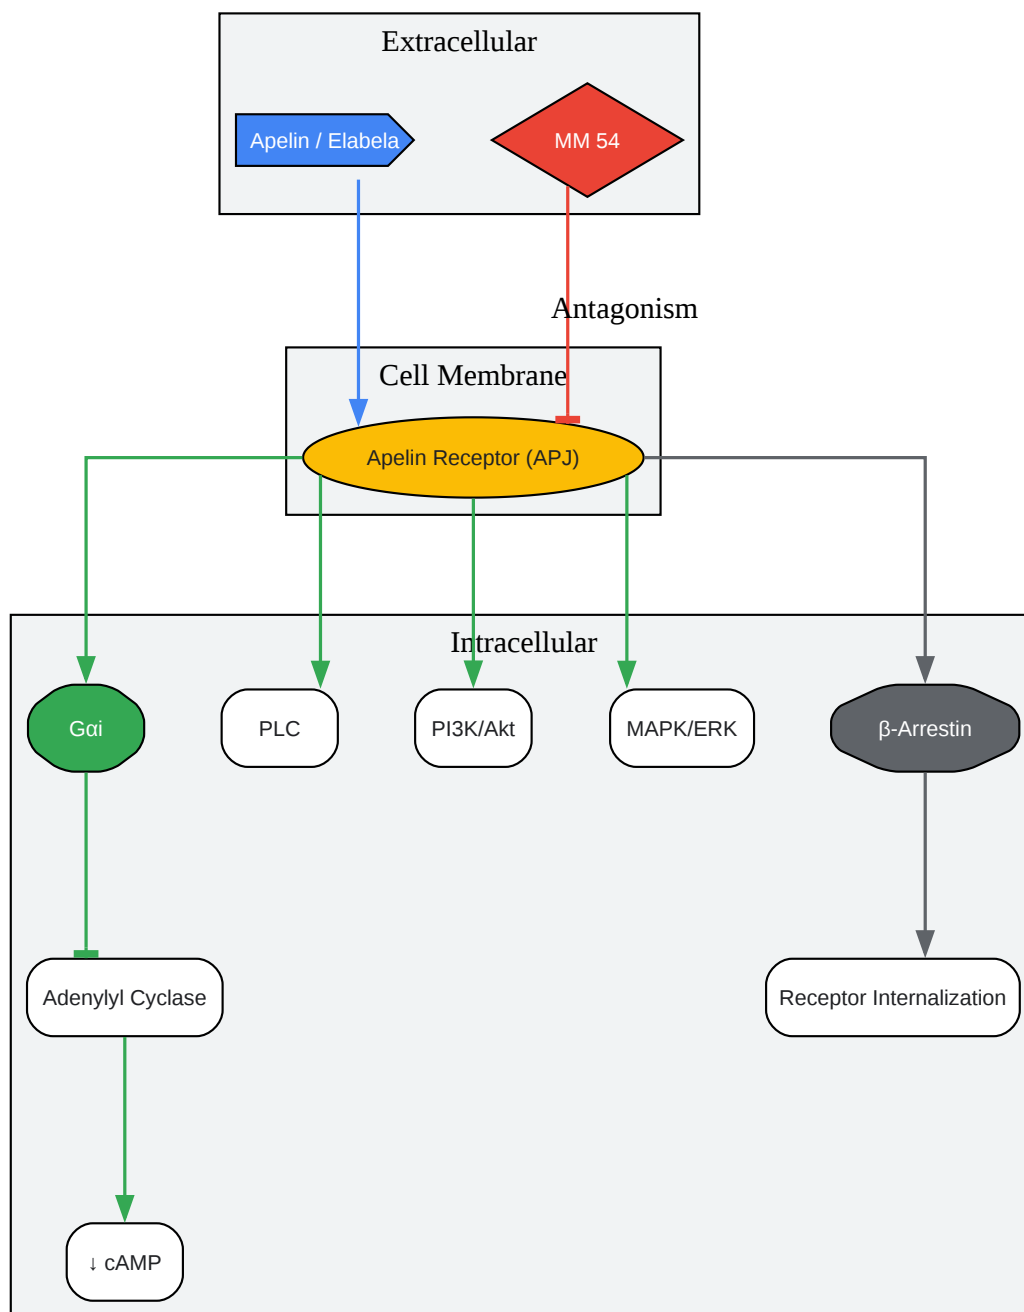 Extracellular
Apelin / Elabela
MM 54
Antagonism
Cell Membrane
Apelin Receptor (APJ)
Intracellular
Gαi
PLC
PI3K/Akt
MAPK/ERK
β-Arrestin
Adenylyl Cyclase
Receptor Internalization
↓ cAMP